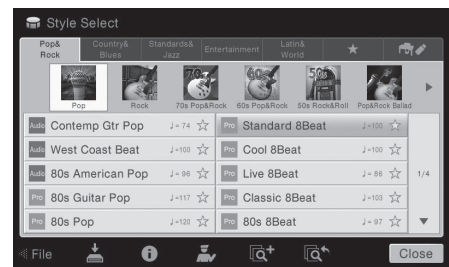 Style Select
Pop& Rock
Country& Blues
Standards& Jazz
Entertainment
Latin& World
Pop
Rock
70s Pop&Rock
60s Pop&Rock
50s Rock&Roll
Pop&Rock Ballad
Audio Contemp Gtr Pop ♩= 74
Pro Standard 8Beat ♩=100
Audio West Coast Beat ♩=100
Pro Cool 8Beat ♩=100
Audio 80s American Pop ♩= 96
Pro Live 8Beat ♩= 86
1/4
Pro 80s Guitar Pop ♩=117
Pro Classic 8Beat ♩=103
Pro 80s Pop ♩=120
Pro 80s 8Beat ♩= 97
File
Close